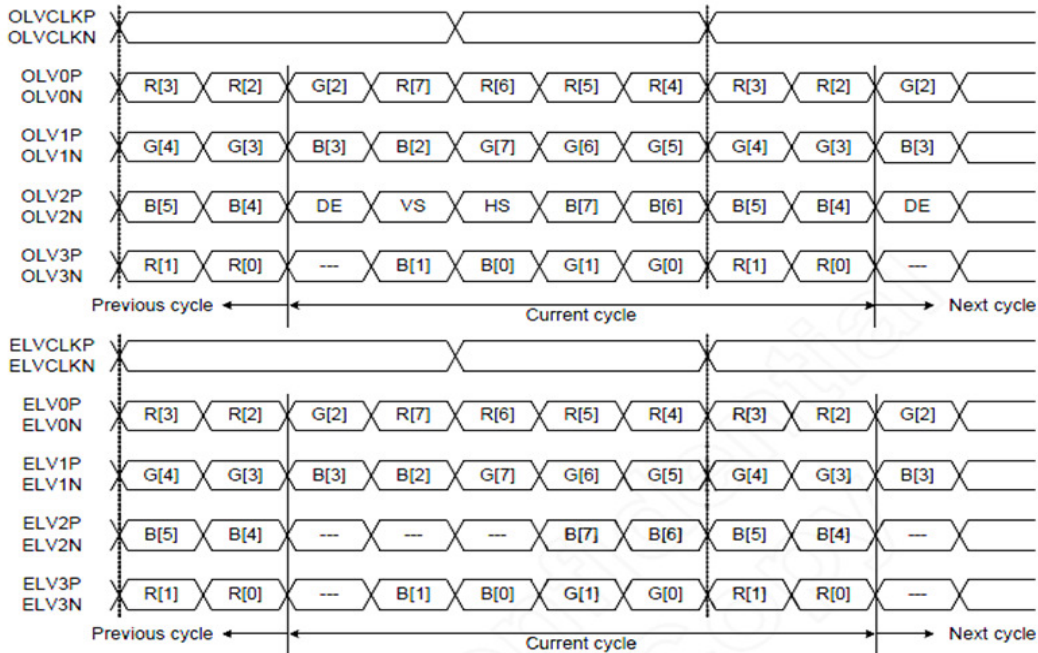 OLVCLKP
OLVCLKN
OLV0P
OLV0N
R[3] R[2] G[2] R[7] R[6] R[5] R[4] R[3] R[2] G[2]
OLV1P
OLV1N
G[4] G[3] B[3] B[2] G[7] G[6] G[5] G[4] G[3] B[3]
OLV2P
OLV2N
B[5] B[4] DE VS HS B[7] B[6] B[5] B[4] DE
OLV3P
OLV3N
R[1] R[0] --- B[1] B[0] G[1] G[0] R[1] R[0] ---
Previous cycle Current cycle Next cycle
ELVCLKP
ELVCLKN
ELV0P
ELV0N
R[3] R[2] G[2] R[7] R[6] R[5] R[4] R[3] R[2] G[2]
ELV1P
ELV1N
G[4] G[3] B[3] B[2] G[7] G[6] G[5] G[4] G[3] B[3]
ELV2P
ELV2N
B[5] B[4] --- --- --- B[7] B[6] B[5] B[4] ---
ELV3P
ELV3N
R[1] R[0] --- B[1] B[0] G[1] G[0] R[1] R[0] ---
Previous cycle Current cycle Next cycle